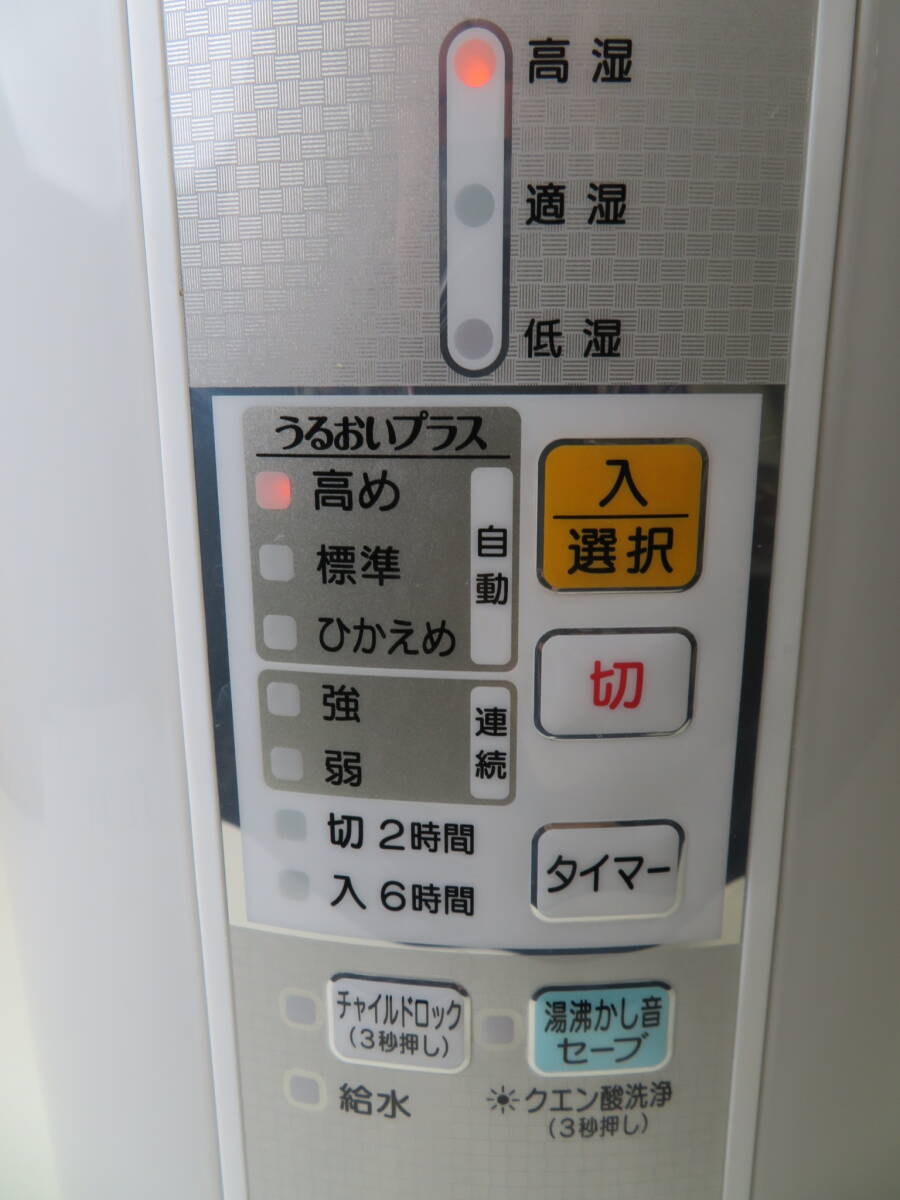 高湿
適湿
低湿
うるおいプラス
高め
標準
ひかえめ
自動
強
弱
連続
切 2時間
入 6時間
入
選択
切
タイマー
チャイルドロック
(3秒押し)
給水
湯沸かし音
セーブ
クエン酸洗浄
(3秒押し)